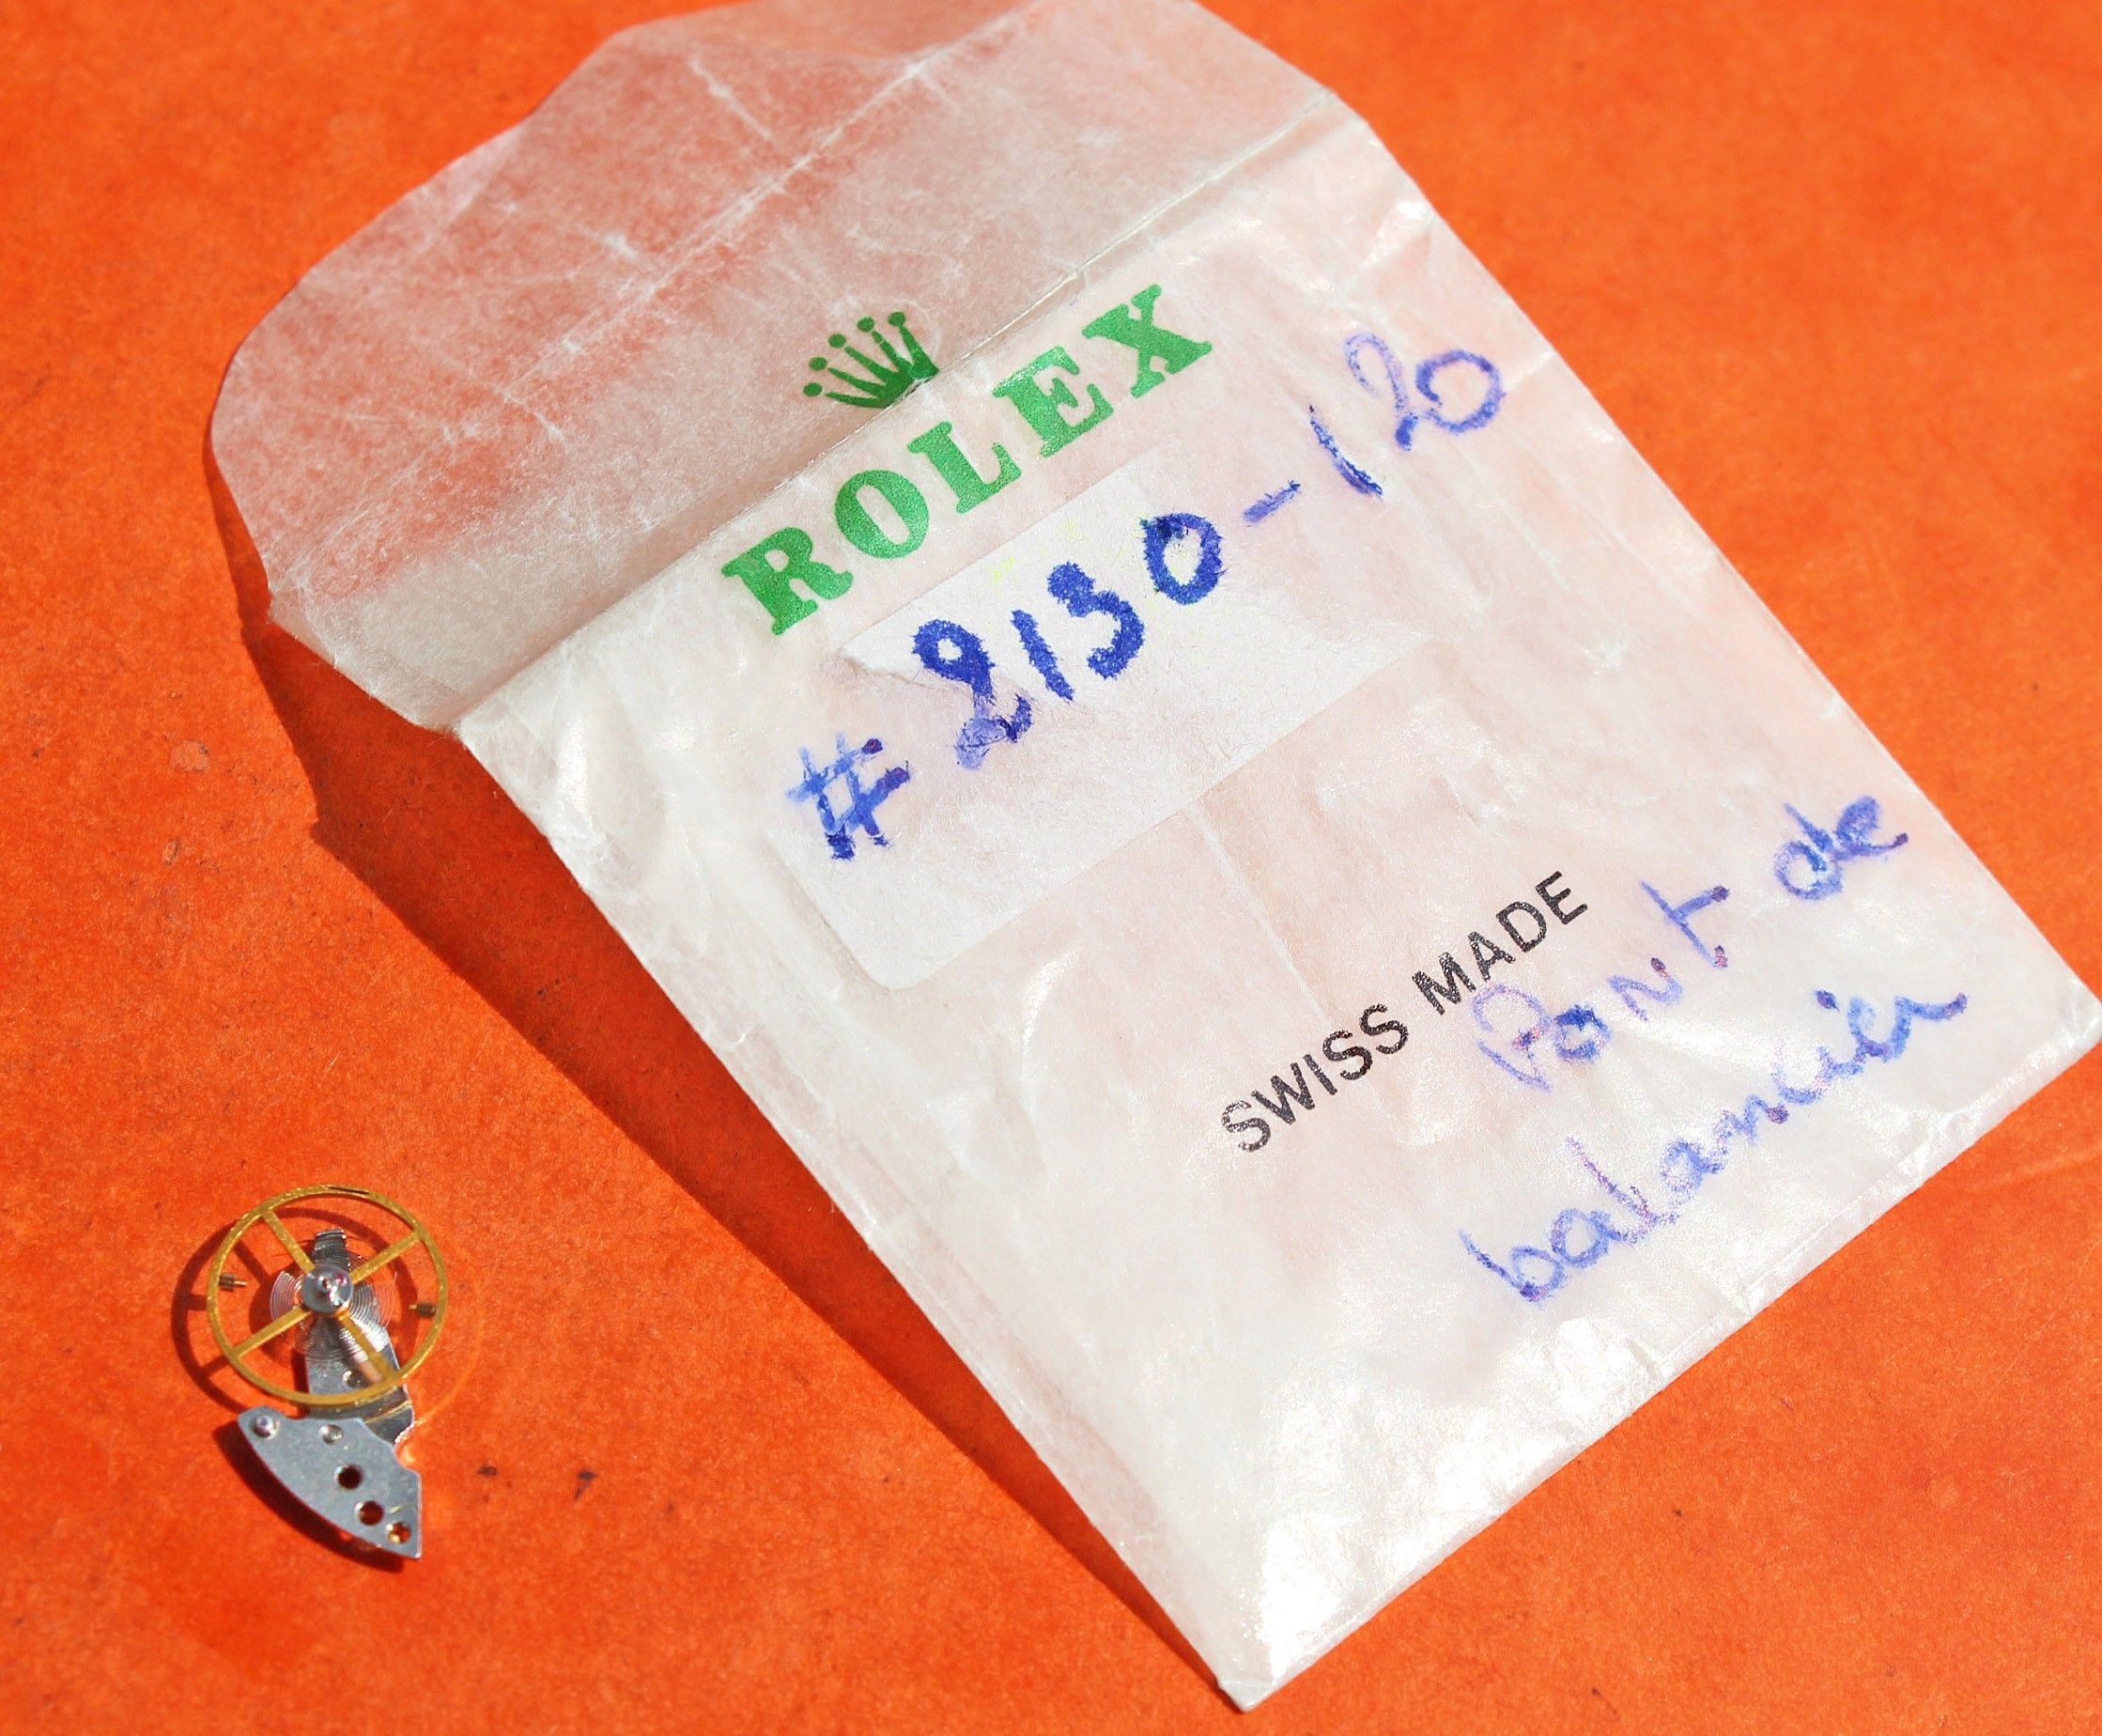 ROLEX
# 2130-120
SWISS MADE
Pont de
balancier